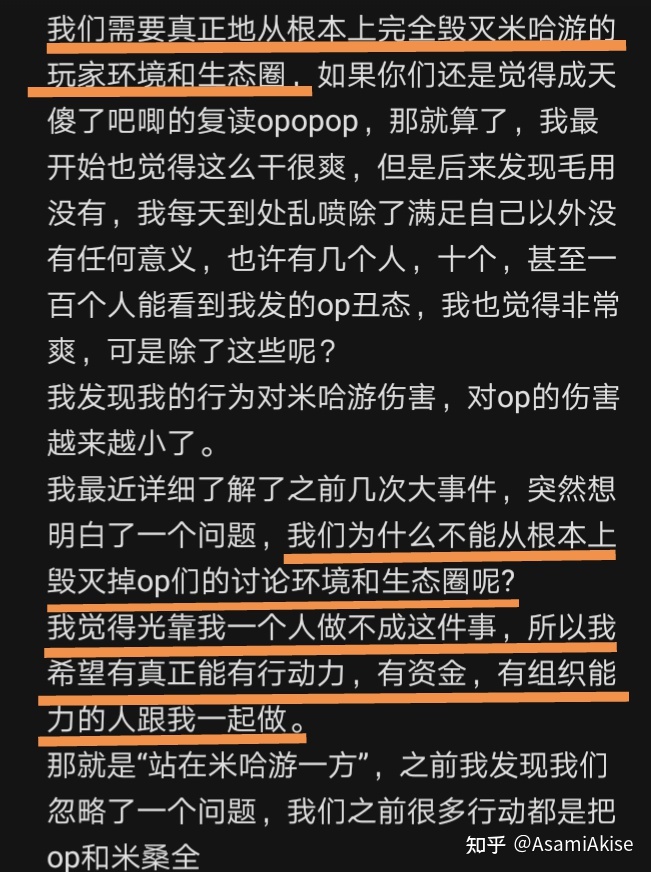 我们需要真正地从根本上完全毁灭米哈游的
玩家环境和生态圈，如果你们还是觉得成天
傻了吧唧的复读opopop，那就算了，我最
开始也觉得这么干很爽，但是后来发现毛用
没有，我每天到处乱喷除了满足自己以外没
有任何意义，也许有几个人，十个，甚至一
百个人能看到我发的op丑态，我也觉得非常
爽，可是除了这些呢？
我发现我的行为对米哈游伤害，对op的伤害
越来越小了。
我最近详细了解了之前几次大事件，突然想
明白了一个问题，我们为什么不能从根本上
毁灭掉op们的讨论环境和生态圈呢?
我觉得光靠我一个人做不成这件事，所以我
希望有真正能有行动力，有资金，有组织能
力的人跟我一起做。
那就是“站在米哈游一方”，之前我发现我们
忽略了一个问题，我们之前很多行动都是把
op和米桑全
知乎 @AsamiAkise